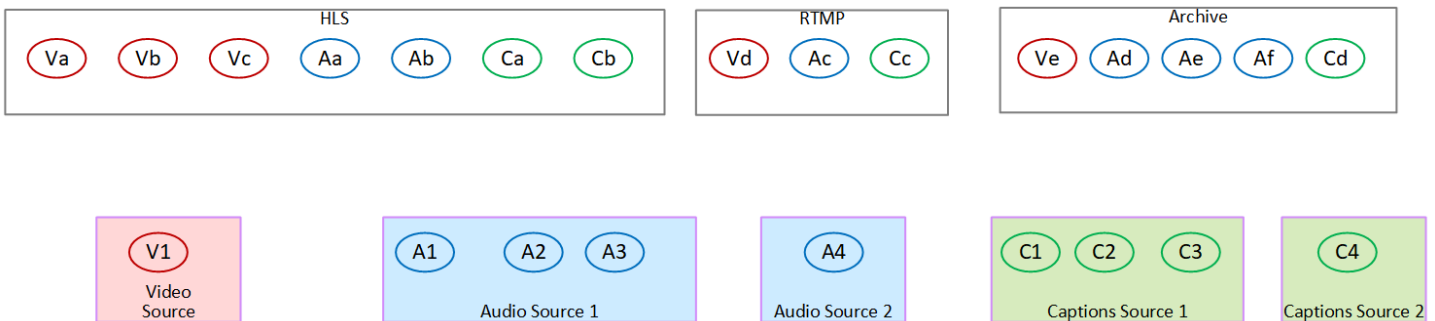 HLS
Va Vb Vc Aa Ab Ca Cb
RTMP
Vd Ac Cc
Archive
Ve Ad Ae Af Cd
V1
Video
Source
A1 A2 A3
Audio Source 1
A4
Audio Source 2
C1 C2 C3
Captions Source 1
C4
Captions Source 2